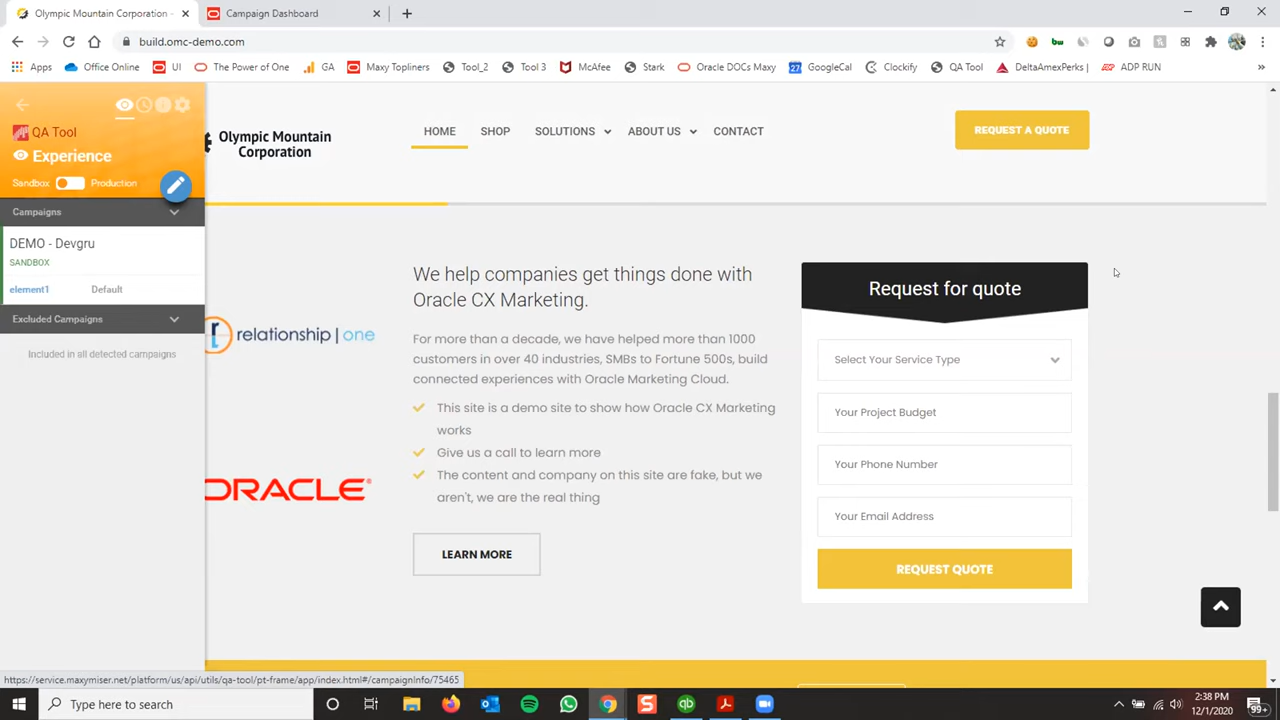 Olympic Mountain Corporation -
Campaign Dashboard
build.omc-demo.com
Apps
Office Online
UI
The Power of One
GA
Maxy Topliners
Tool_2
Tool 3
McAfee
Stark
Oracle DOCs Maxy
27
GoogleCal
Clockify
QA Tool
DeltaAmexPerks |
ADP RUN
»
QA Tool
Experience
Sandbox
Production
Campaigns
DEMO - Devgru
SANDBOX
element1
Default
Excluded Campaigns
Included in all detected campaigns
Olympic Mountain
Corporation
HOME
SHOP
SOLUTIONS
ABOUT US
CONTACT
REQUEST A QUOTE
relationship | one
ORACLE
We help companies get things done with
Oracle CX Marketing.
For more than a decade, we have helped more than 1000
customers in over 40 industries, SMBs to Fortune 500s, build
connected experiences with Oracle Marketing Cloud.
This site is a demo site to show how Oracle CX Marketing
works
Give us a call to learn more
The content and company on this site are fake, but we
aren't, we are the real thing
LEARN MORE
Request for quote
Select Your Service Type
Your Project Budget
Your Phone Number
Your Email Address
REQUEST QUOTE
https://service.maxymiser.net/platform/us/api/utils/qa-tool/pt-frame/app/index.html#/campaignInfo/75465
Type here to search
2:38 PM
12/1/2020
99+